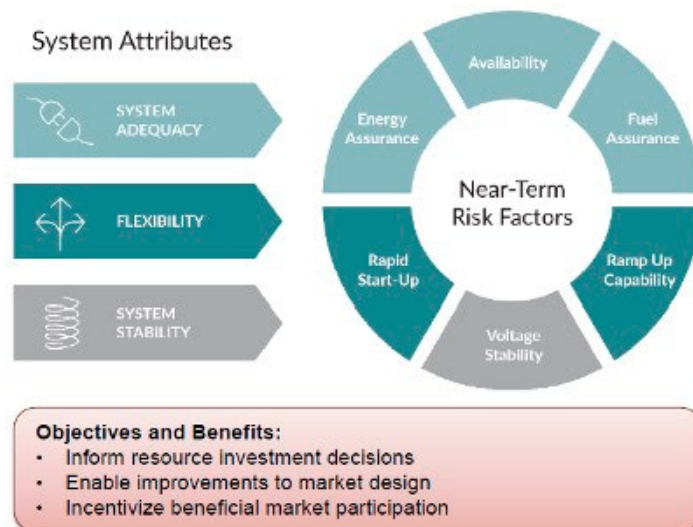 System Attributes
SYSTEM
ADEQUACY
FLEXIBILITY
SYSTEM
STABILITY
Availability
Energy
Assurance
Fuel
Assurance
Near-Term
Risk Factors
Rapid
Start-Up
Ramp Up
Capability
Voltage
Stability
Objectives and Benefits:
• Inform resource investment decisions
• Enable improvements to market design
• Incentivize beneficial market participation